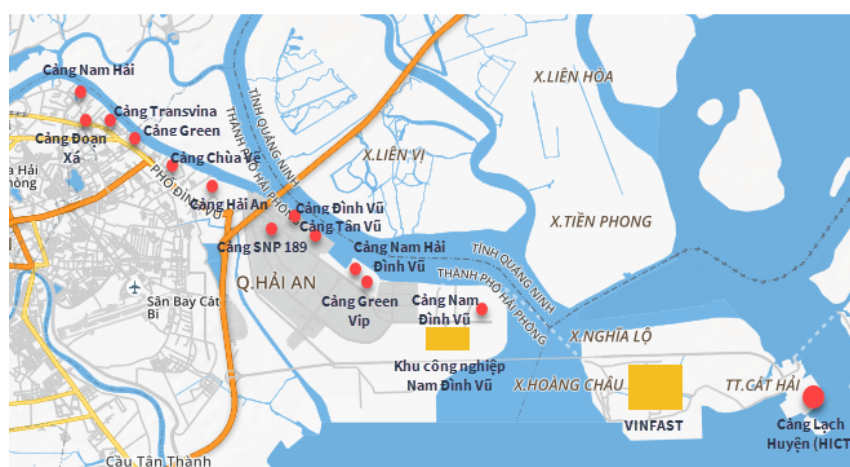 Cảng Nam Hải
Cảng Transvina
Cảng Green
Cảng Đoạn
Xá
Cảng Chùa Vẽ
PHỐ ĐÌNH VŨ
Cảng Hải An
TỈNH QUẢNG NINH
THÀNH PHỐ HẢI PHÒNG
X.LIÊN HÒA
X.LIÊN VỊ
X.TIỀN PHONG
Cảng Đình Vũ
Cảng Tân Vũ
Cảng SNP 189
Cảng Nam Hải
Đình Vũ
TỈNH QUẢNG NINH
THÀNH PHỐ HẢI PHÒNG
Q.HẢI AN
Sân Bay Cát
Bi
Cảng Green
Vip
Cảng Nam
Đình Vũ
X.NGHĨA LỘ
Khu công nghiệp
Nam Đình Vũ
X.HOÀNG CHÂU
TT.CÁT HẢI
VINFAST
Cảng Lạch
Huyện (HICT
Cầu Tân Thành